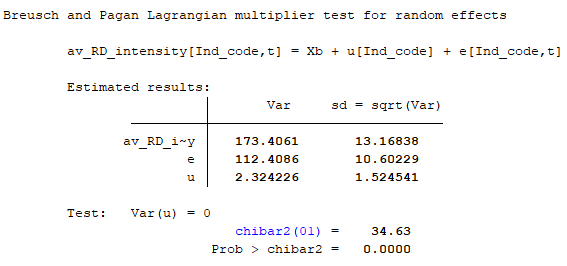 Breusch and Pagan Lagrangian multiplier test for random effects
av_RD_intensity[Ind_code,t] = Xb + u[Ind_code] + e[Ind_code,t]
Estimated results:
Var sd = sqrt(Var)
av_RD_i~y 173.4061 13.16838
e 112.4086 10.60229
u 2.324226 1.524541
Test: Var(u) = 0
chibar2(01) = 34.63
Prob > chibar2 = 0.0000